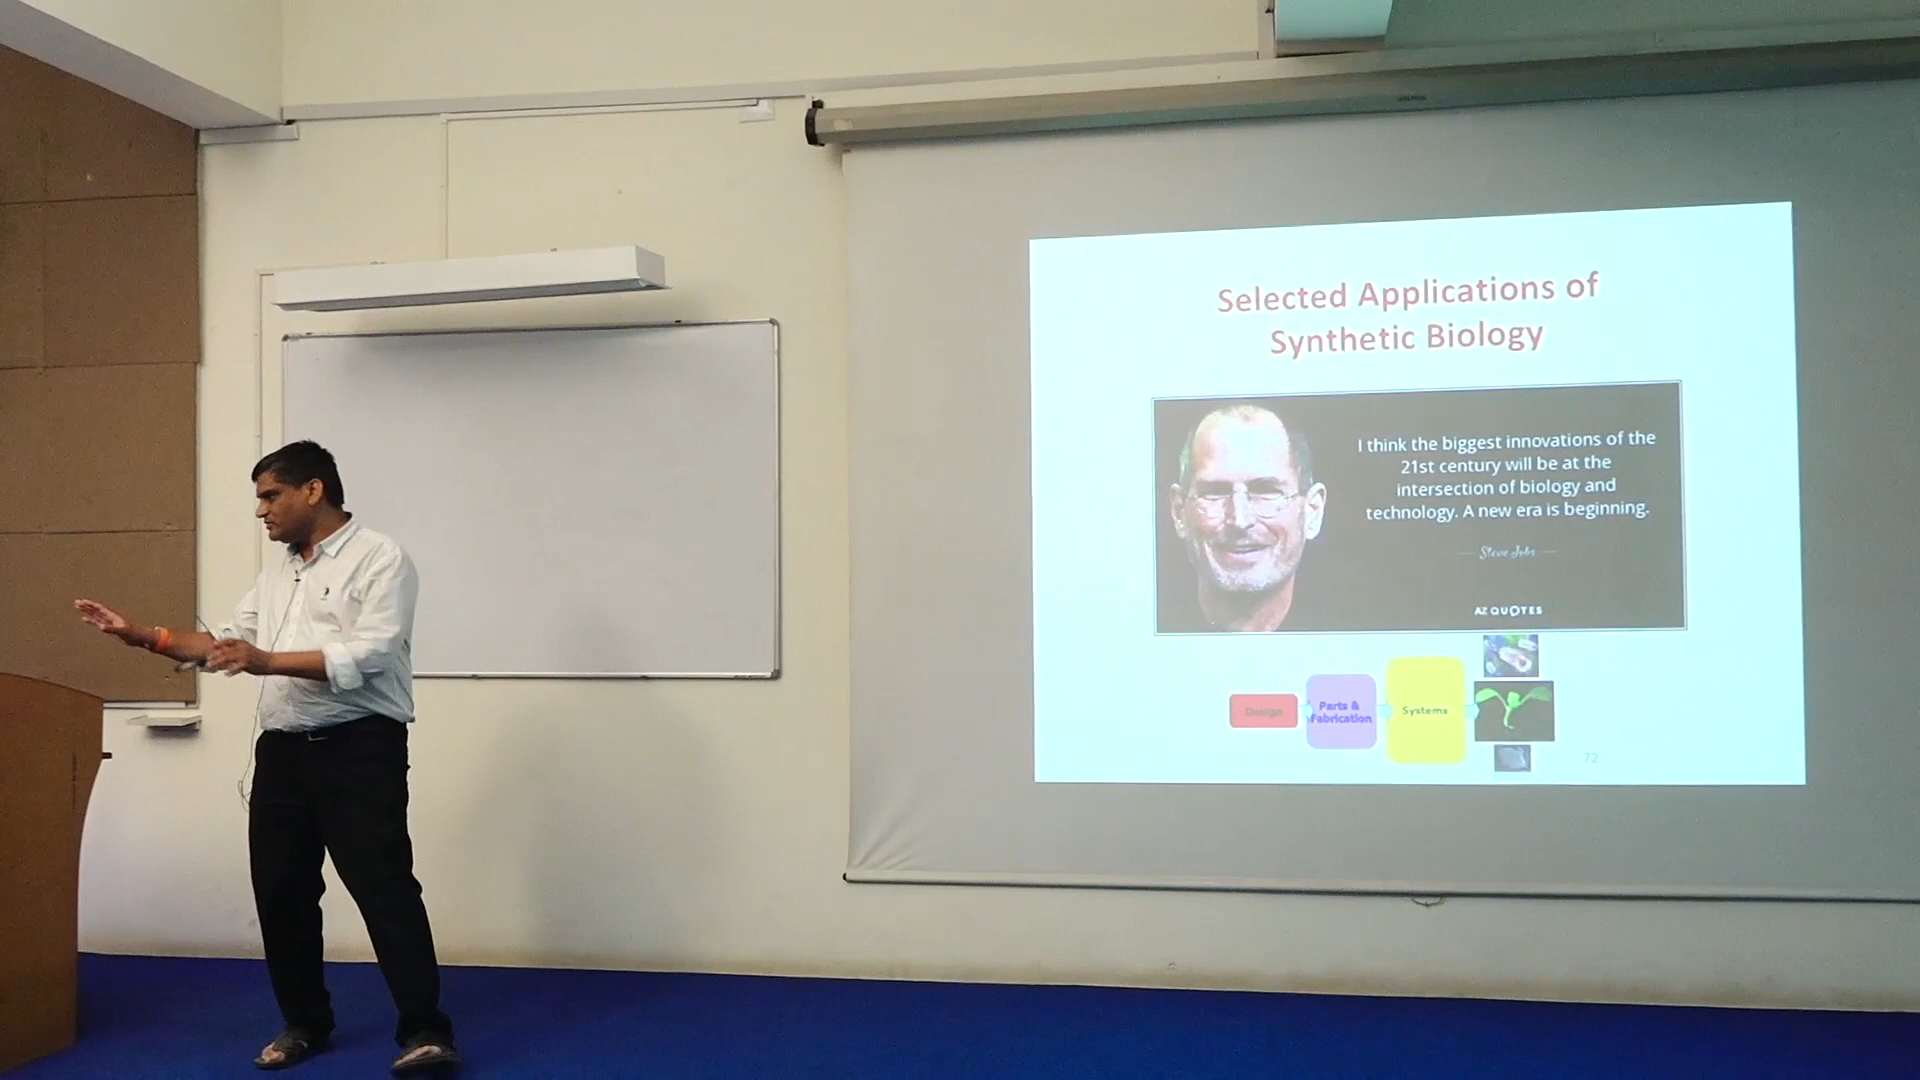 Selected Applications of
Synthetic Biology
I think the biggest innovations of the
21st century will be at the
intersection of biology and
technology. A new era is beginning.
Steve Jobs
AZ QUOTES
Design
Parts &
Fabrication
Systems
72